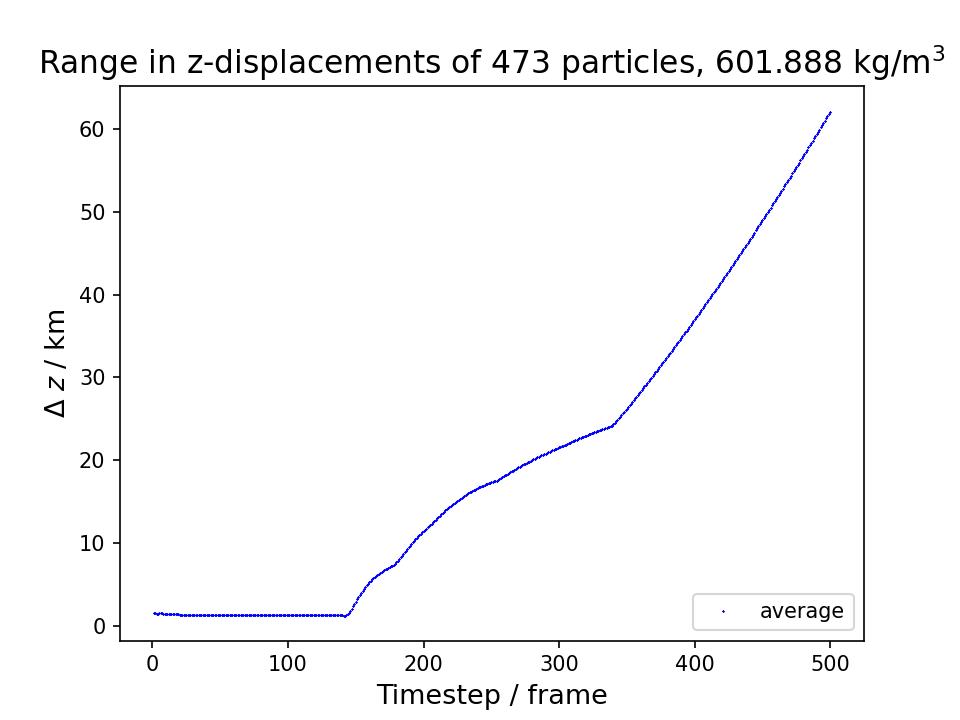 Range in z-displacements of 473 particles, 601.888 kg/m³
60
50
40
30
20
10
0
Δ z / km
average
0 100 200 300 400 500
Timestep / frame